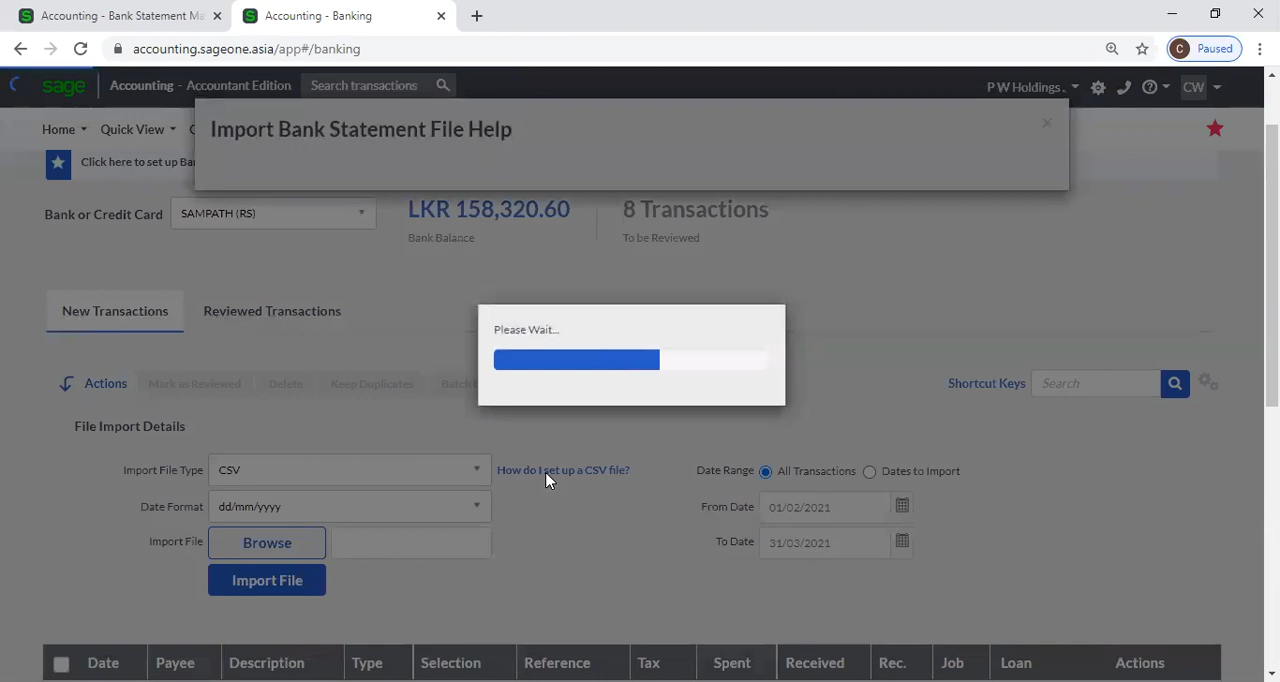 Accounting - Bank Statement Ma
Accounting - Banking
accounting.sageone.asia/app#/banking
C Paused
sage Accounting - Accountant Edition Search transactions P W Holdings. CW
Import Bank Statement File Help
Home Quick View
Click here to set up Ban
Bank or Credit Card SAMPATH (RS) LKR 158,320.60 8 Transactions
Bank Balance To be Reviewed
New Transactions Reviewed Transactions
Please Wait...
Actions Mark as Reviewed Delete Keep Duplicates Batch Shortcut Keys Search
File Import Details
Import File Type CSV How do I set up a CSV file? Date Range All Transactions Dates to Import
Date Format dd/mm/yyyy From Date 01/02/2021
Import File Browse To Date 31/03/2021
Import File
Date Payee Description Type Selection Reference Tax Spent Received Rec. Job Loan Actions